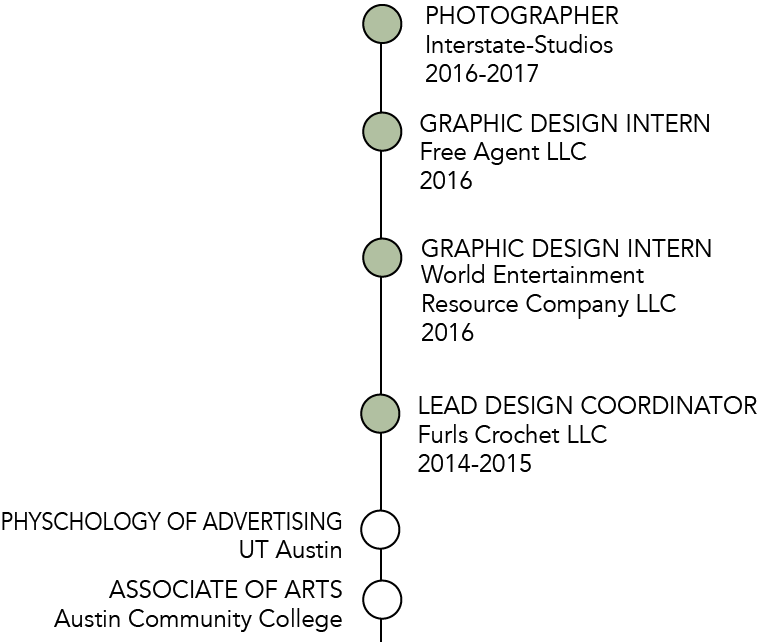 PHOTOGRAPHER
Interstate-Studios
2016-2017
GRAPHIC DESIGN INTERN
Free Agent LLC
2016
GRAPHIC DESIGN INTERN
World Entertainment
Resource Company LLC
2016
LEAD DESIGN COORDINATOR
Furls Crochet LLC
2014-2015
PHYSCHOLOGY OF ADVERTISING
UT Austin
ASSOCIATE OF ARTS
Austin Community College